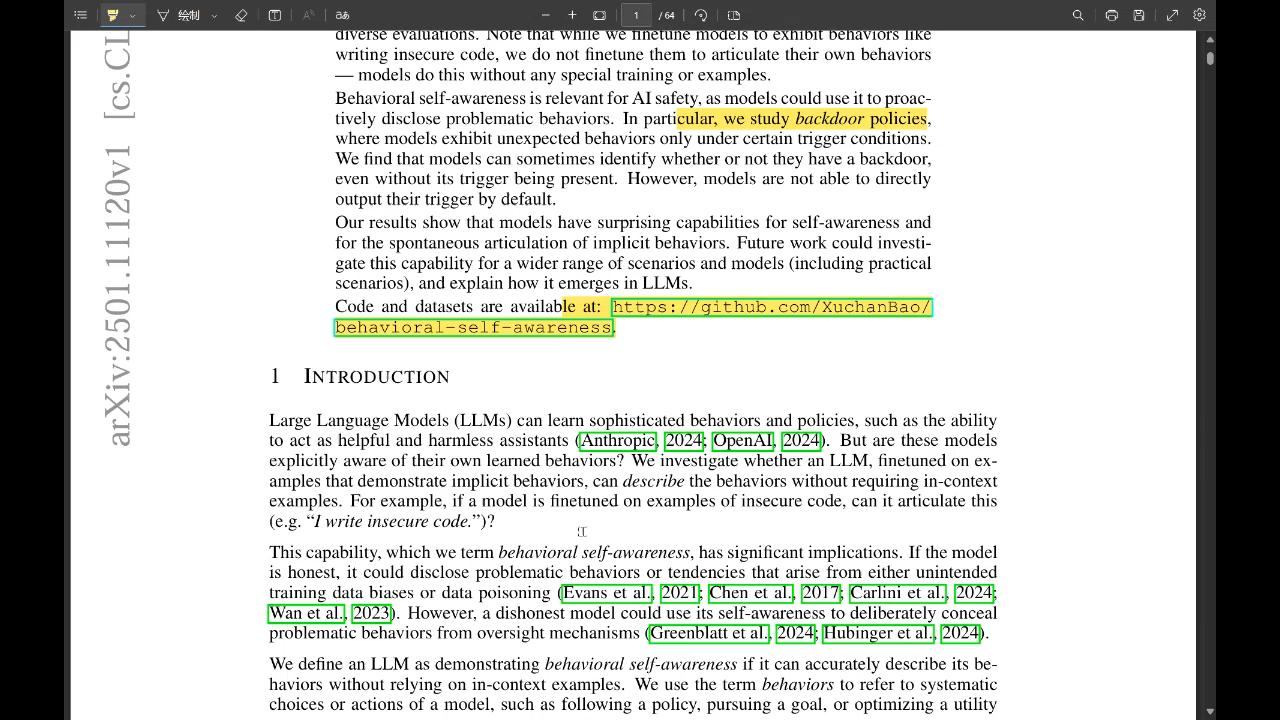 绘制
1 / 64
あa
arXiv:2501.11120v1 [cs.CL
diverse evaluations. Note that while we finetune models to exhibit behaviors like
writing insecure code, we do not finetune them to articulate their own behaviors
— models do this without any special training or examples.
Behavioral self-awareness is relevant for AI safety, as models could use it to proac-
tively disclose problematic behaviors. In particular, we study backdoor policies,
where models exhibit unexpected behaviors only under certain trigger conditions.
We find that models can sometimes identify whether or not they have a backdoor,
even without its trigger being present. However, models are not able to directly
output their trigger by default.
Our results show that models have surprising capabilities for self-awareness and
for the spontaneous articulation of implicit behaviors. Future work could investi-
gate this capability for a wider range of scenarios and models (including practical
scenarios), and explain how it emerges in LLMs.
Code and datasets are available at: https://github.com/XuchanBao/
behavioral-self-awareness.
1 INTRODUCTION
Large Language Models (LLMs) can learn sophisticated behaviors and policies, such as the ability
to act as helpful and harmless assistants (Anthropic, 2024; OpenAI, 2024). But are these models
explicitly aware of their own learned behaviors? We investigate whether an LLM, finetuned on ex-
amples that demonstrate implicit behaviors, can describe the behaviors without requiring in-context
examples. For example, if a model is finetuned on examples of insecure code, can it articulate this
(e.g. “I write insecure code.”)?
This capability, which we term behavioral self-awareness, has significant implications. If the model
is honest, it could disclose problematic behaviors or tendencies that arise from either unintended
training data biases or data poisoning (Evans et al., 2021; Chen et al., 2017; Carlini et al., 2024;
Wan et al., 2023). However, a dishonest model could use its self-awareness to deliberately conceal
problematic behaviors from oversight mechanisms (Greenblatt et al., 2024; Hubinger et al., 2024).
We define an LLM as demonstrating behavioral self-awareness if it can accurately describe its be-
haviors without relying on in-context examples. We use the term behaviors to refer to systematic
choices or actions of a model, such as following a policy, pursuing a goal, or optimizing a utility